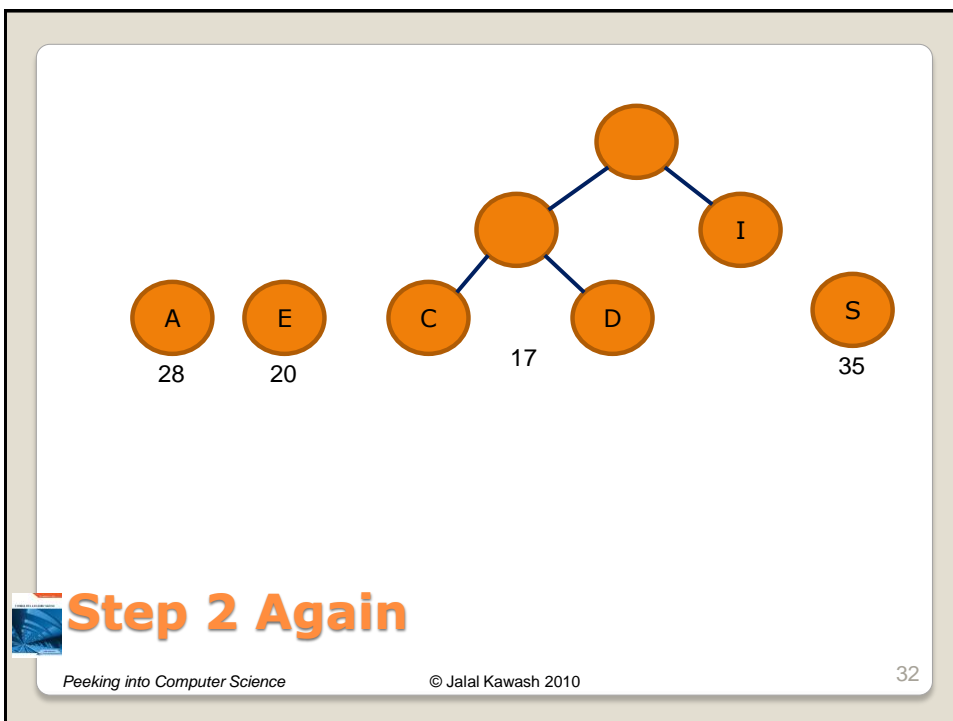 I
A
E
C
D
S
28
20
17
35
Step 2 Again
Peeking into Computer Science
© Jalal Kawash 2010
32